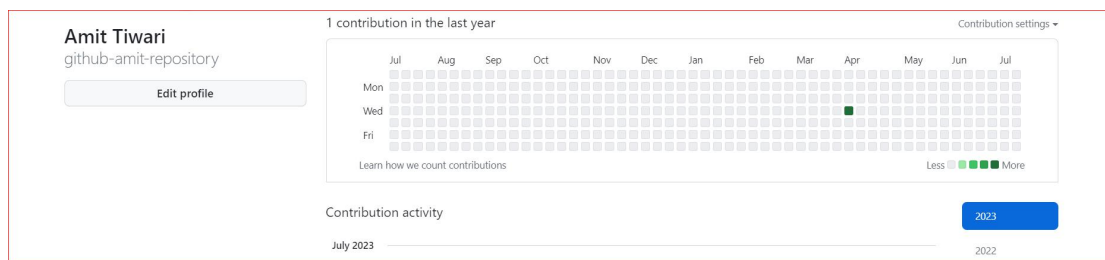 Amit Tiwari
github-amit-repository
Edit profile
1 contribution in the last year
Contribution settings
Jul Aug Sep Oct Nov Dec Jan Feb Mar Apr May Jun Jul
Mon
Wed
Fri
Learn how we count contributions
Less More
Contribution activity
2023
July 2023
2022